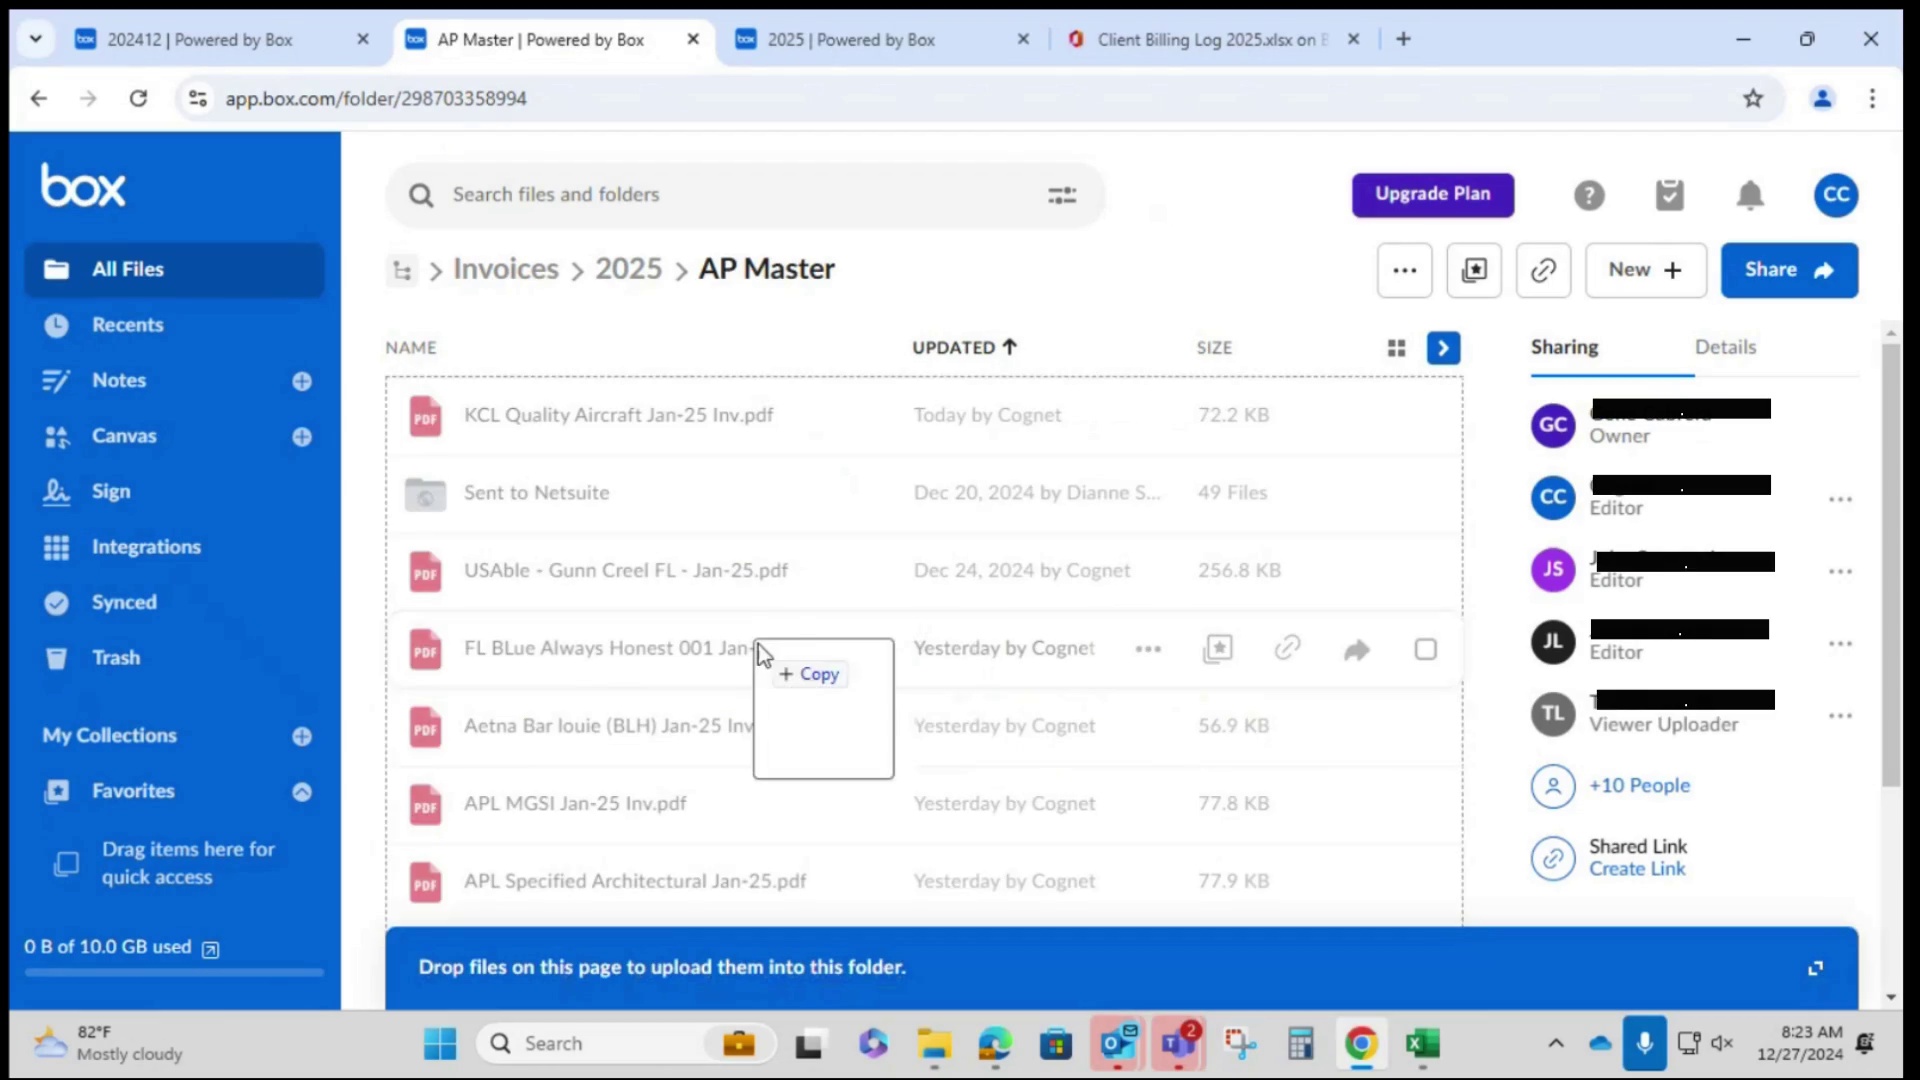 202412 | Powered by Box
AP Master | Powered by Box
2025 | Powered by Box
Client Billing Log 2025.xlsx on B
app.box.com/folder/298703358994
box
Search files and folders
Upgrade Plan
CC
All Files
Invoices > 2025 > AP Master
New +
Share
Recents
NAME
UPDATED
SIZE
Sharing
Details
Notes
KCL Quality Aircraft Jan-25 Inv.pdf
Today by Cognet
72.2 KB
GC
Owner
Canvas
Sign
Sent to Netsuite
Dec 20, 2024 by Dianne S...
49 Files
CC
Editor
Integrations
USAble - Gunn Creel FL - Jan-25.pdf
Dec 24, 2024 by Cognet
256.8 KB
JS
Editor
Synced
Trash
FL BLue Always Honest 001 Jan-
Yesterday by Cognet
JL
Editor
+ Copy
My Collections
Aetna Bar louie (BLH) Jan-25 Inv
Yesterday by Cognet
56.9 KB
TL
Viewer Uploader
Favorites
APL MGSI Jan-25 Inv.pdf
Yesterday by Cognet
77.8 KB
+10 People
Drag items here for
quick access
APL Specified Architectural Jan-25.pdf
Yesterday by Cognet
77.9 KB
Shared Link
Create Link
0 B of 10.0 GB used
Drop files on this page to upload them into this folder.
82°F
Mostly cloudy
Search
2
8:23 AM
12/27/2024